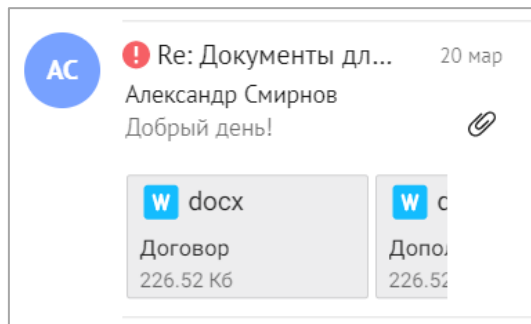 АС
Re: Документы дл...
20 мар
Александр Смирнов
Добрый день!
W docx
Договор
226.52 Кб
W
226.52